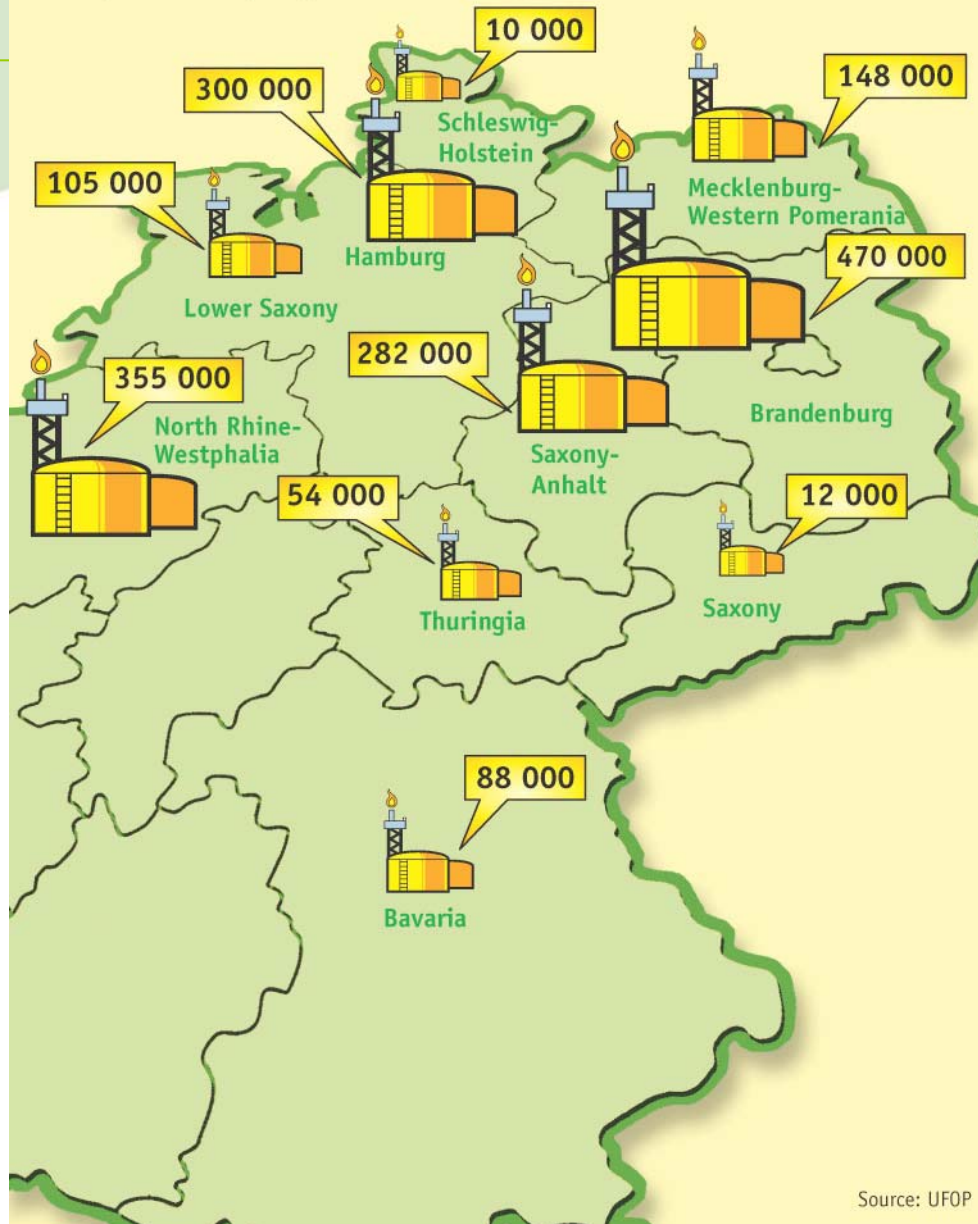 10 000
300 000
148 000
Schleswig-
Holstein
105 000
Mecklenburg-
Western Pomerania
Hamburg
470 000
Lower Saxony
282 000
355 000
North Rhine-
Westphalia
Brandenburg
Saxony-
Anhalt
54 000
12 000
Thuringia
Saxony
88 000
Bavaria
Source: UFOP